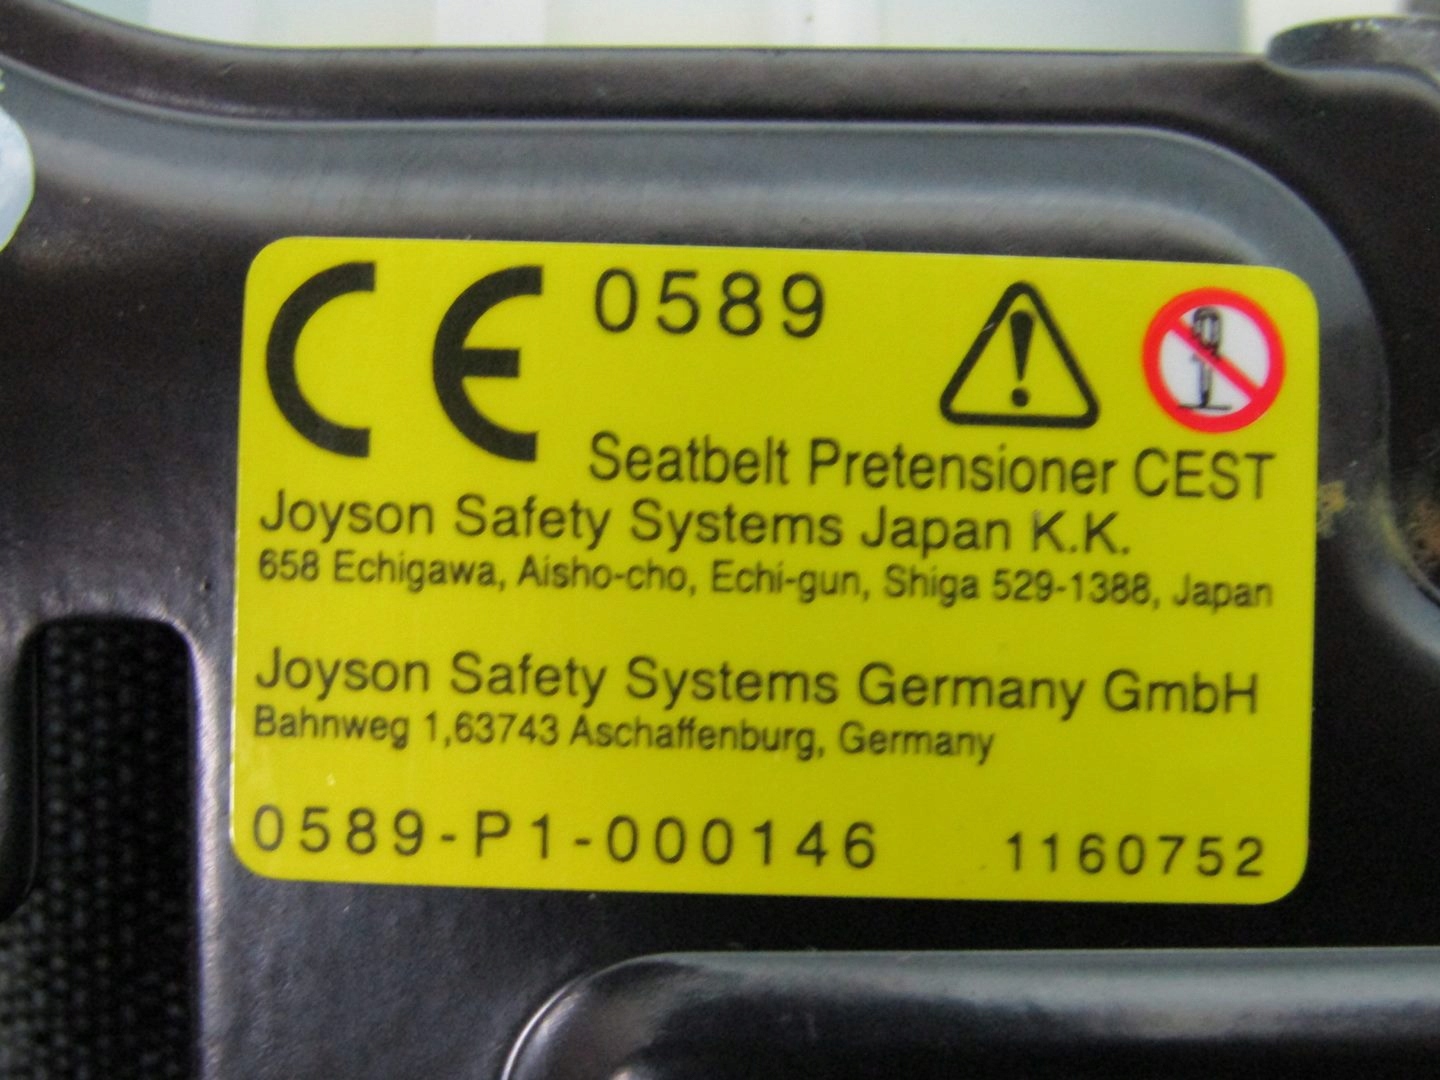 CE 0589
Seatbelt Pretensioner CEST
Joyson Safety Systems Japan K.K.
658 Echigawa, Aisho-cho, Echi-gun, Shiga 529-1388, Japan
Joyson Safety Systems Germany GmbH
Bahnweg 1,63743 Aschaffenburg, Germany
0589-P1-000146 1160752